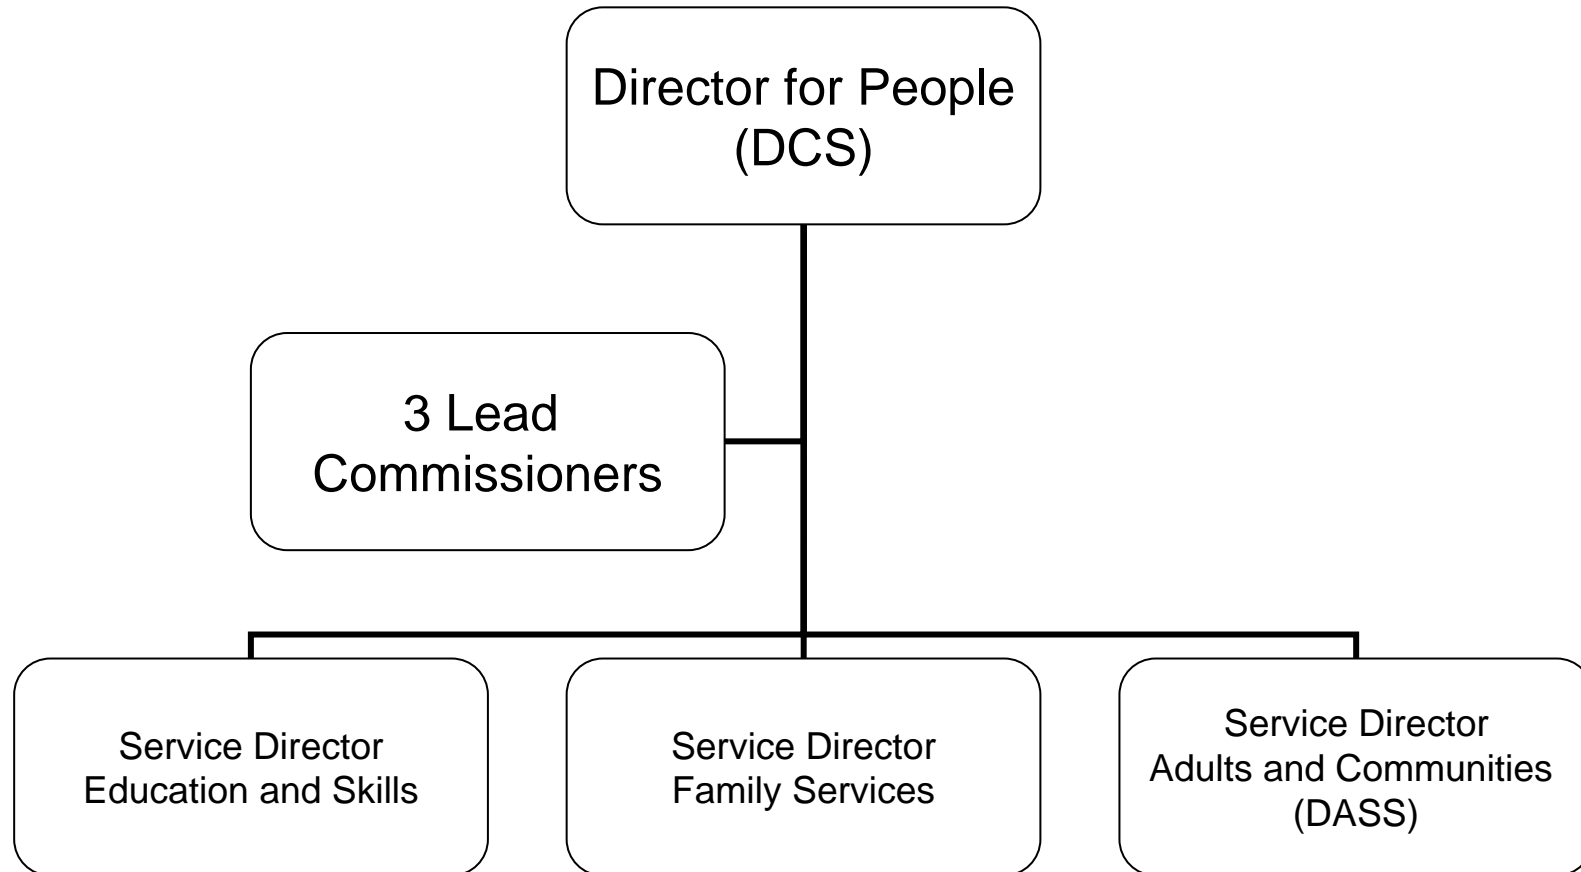 Director for People
(DCS)
3 Lead
Commissioners
Service Director
Education and Skills
Service Director
Family Services
Service Director
Adults and Communities
(DASS)